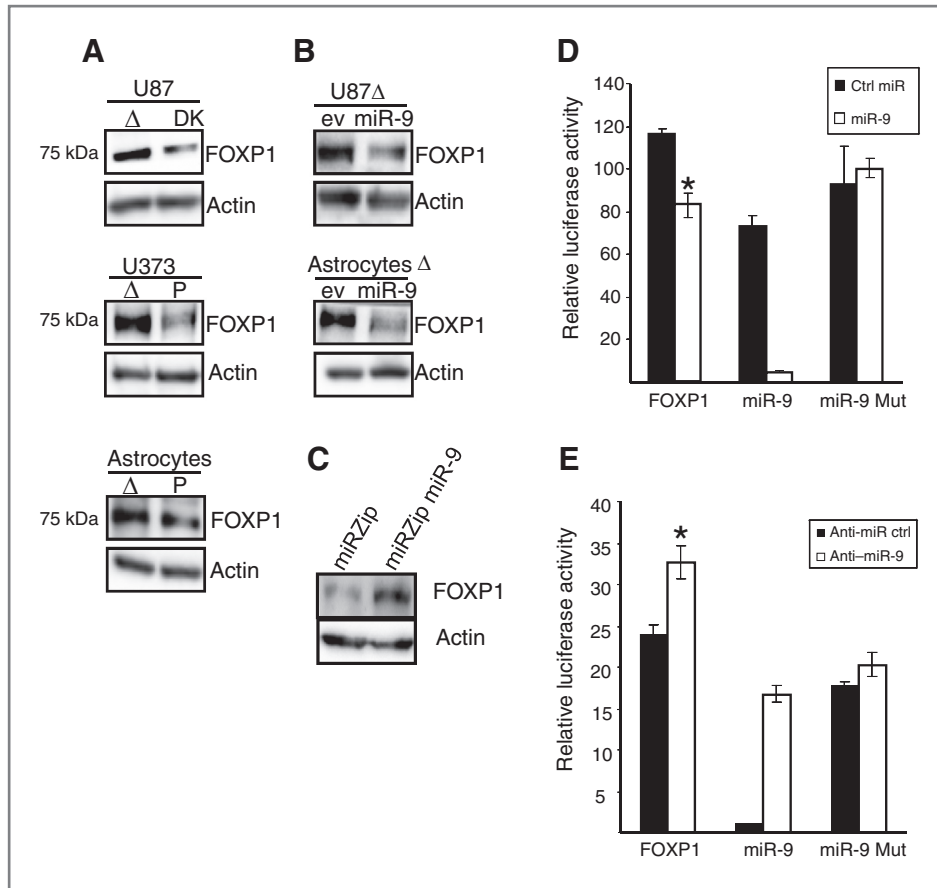 A
U87
Δ DK
75 kDa FOXP1
Actin
U373
Δ P
75 kDa FOXP1
Actin
Astrocytes
Δ P
75 kDa FOXP1
Actin
B
U87Δ
ev miR-9
FOXP1
Actin
Astrocytes Δ
ev miR-9
FOXP1
Actin
C
miRZip
miRZip miR-9
FOXP1
Actin
D
Relative luciferase activity
140
120
100
80
60
40
20
Ctrl miR
miR-9
*
FOXP1 miR-9 miR-9 Mut
E
Relative luciferase activity
40
35
30
25
20
15
10
5
Anti-miR ctrl
Anti–miR-9
*
FOXP1 miR-9 miR-9 Mut